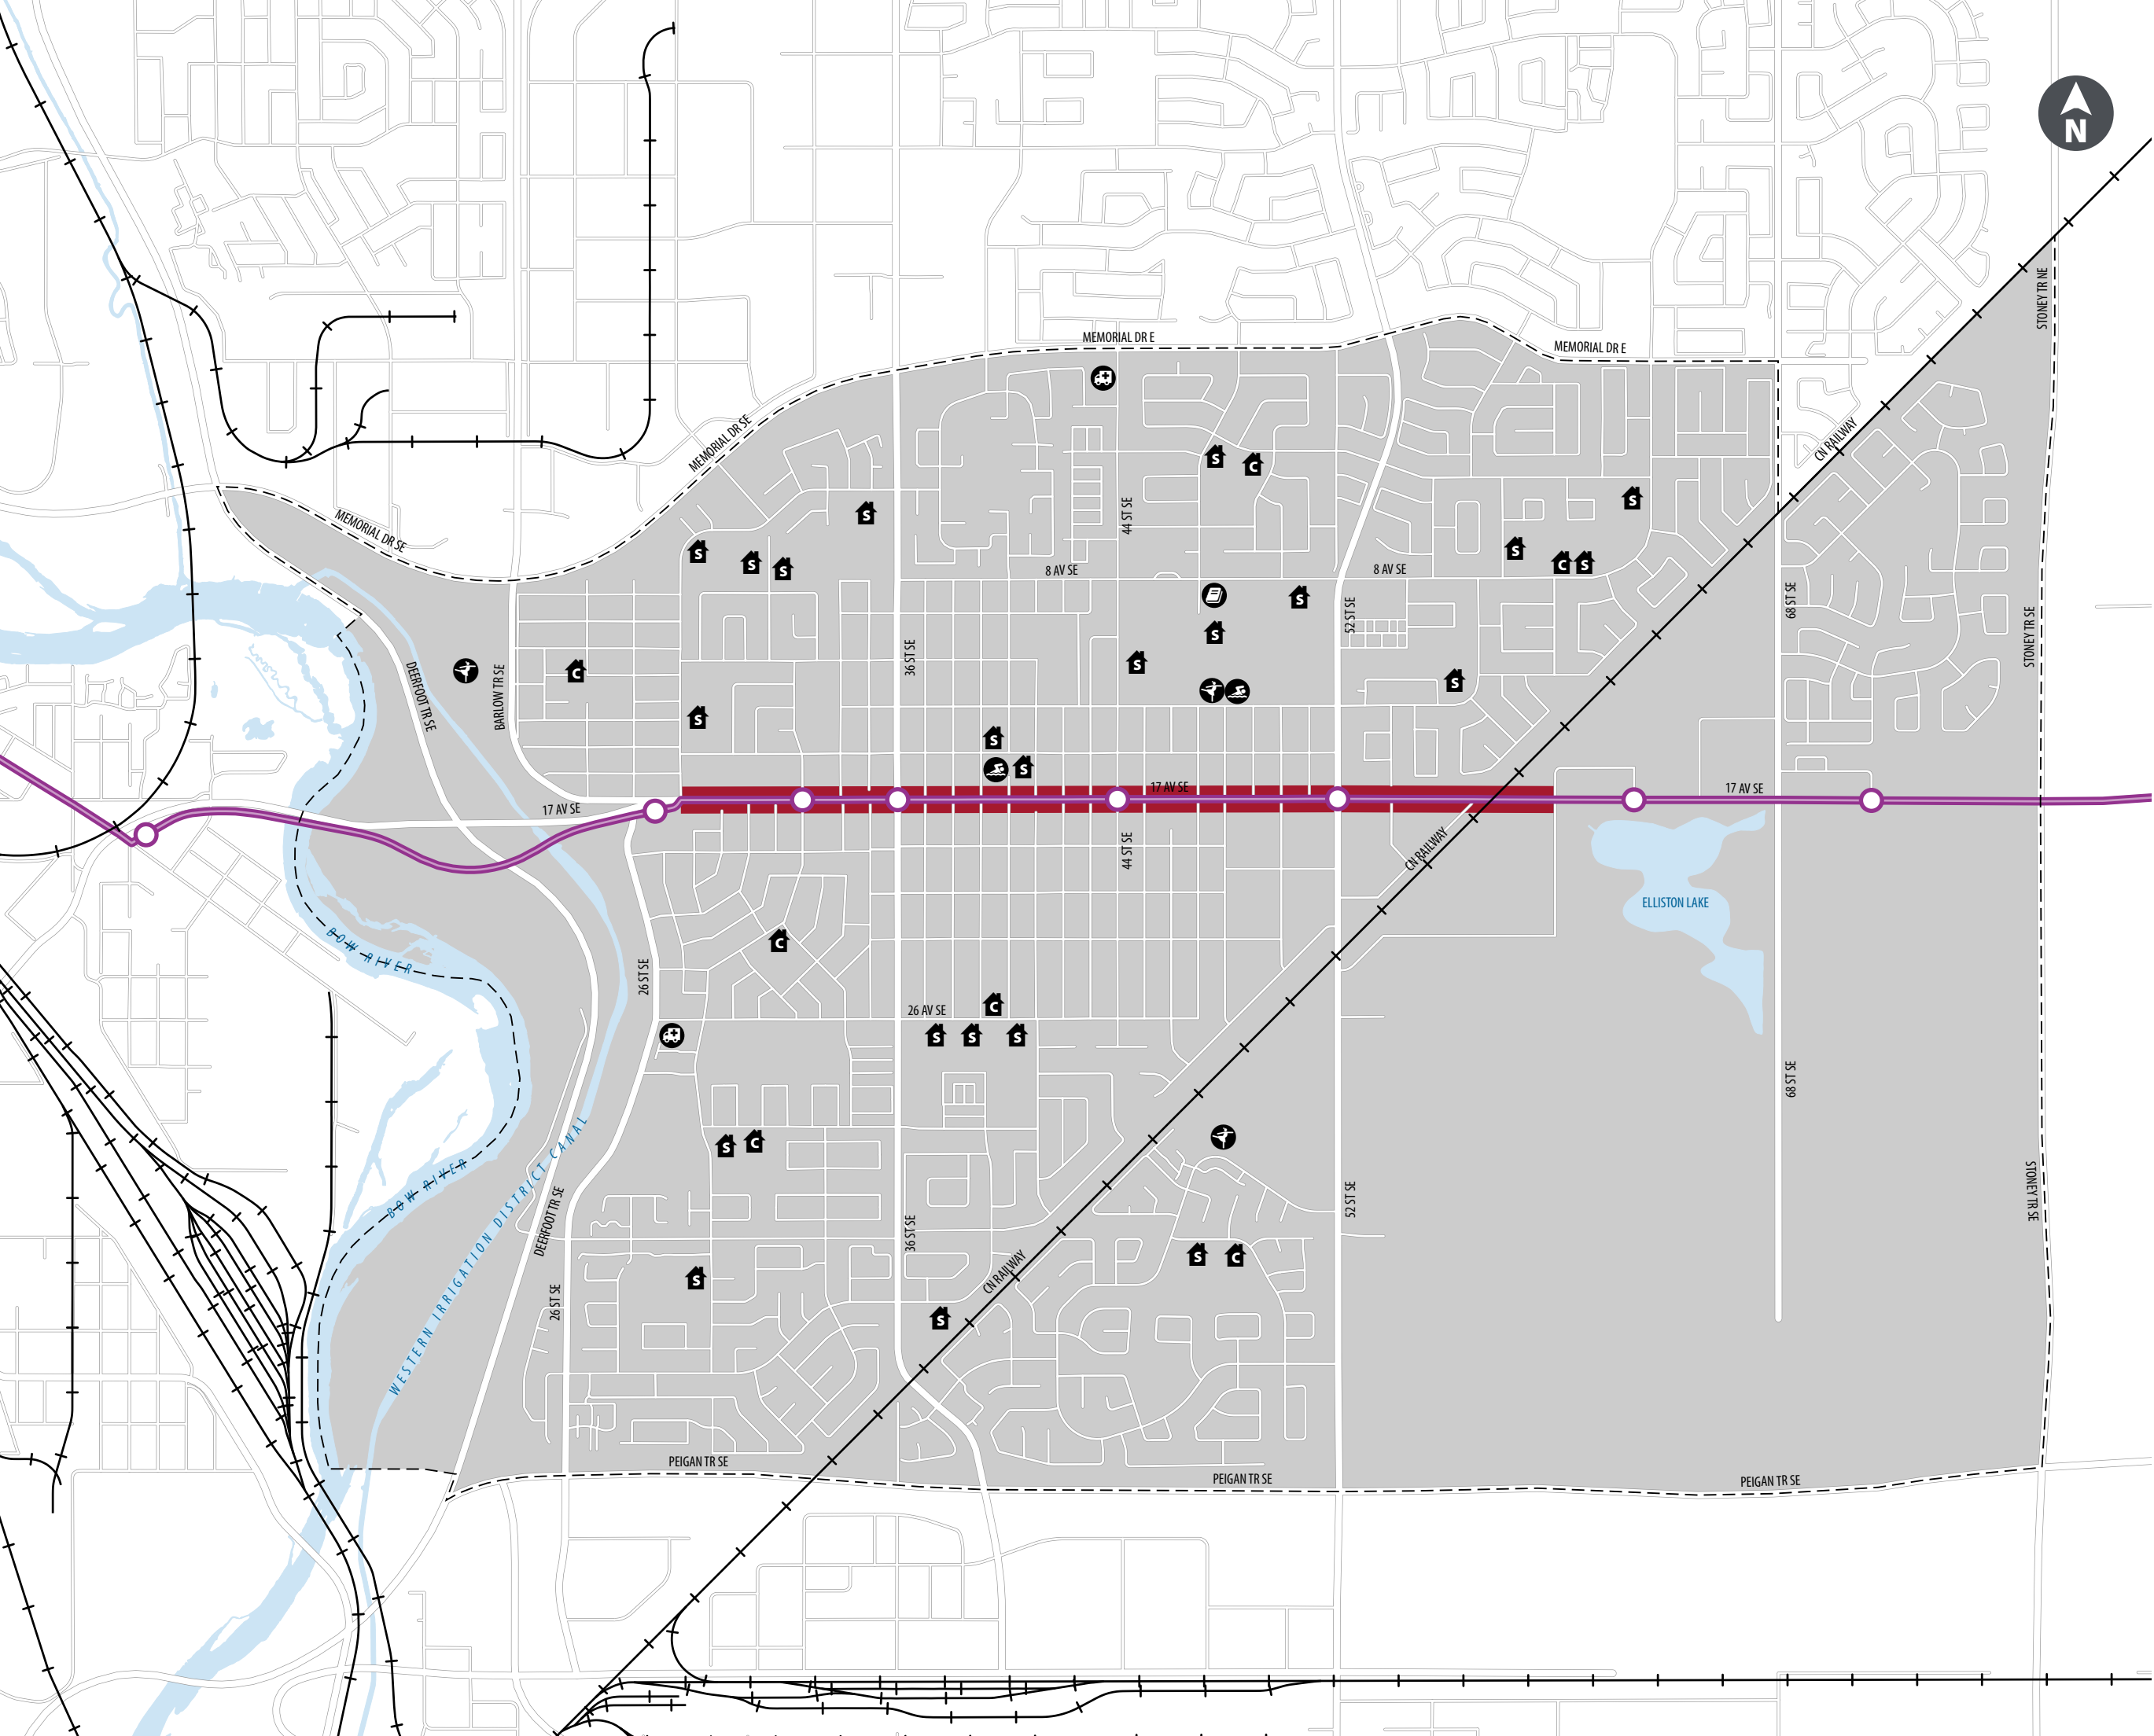 N
STONEY TR NE
MEMORIAL DR E
MEMORIAL DR E
CN RAILWAY
MEMORIAL DR SE
S
C
S
S
44 ST SE
MEMORIAL DR SE
S
S
S
S
C
S
8 AV SE
8 AV SE
S
68 ST SE
52 ST SE
STONEY TR SE
S
36 ST SE
S
C
DEERFOOT TR SE
BARLOW TR SE
S
S
S
S
17 AV SE
17 AV SE
17 AV SE
44 ST SE
CN RAILWAY
ELLISTON LAKE
C
BOW RIVER
26 ST SE
C
26 AV SE
S
S
S
68 ST SE
S
C
BOW RIVER
WESTERN IRRIGATION DISTRICT CANAL
DEERFOOT TR SE
52 ST SE
STONEY TR SE
36 ST SE
S
C
CN RAILWAY
S
26 ST SE
S
PEIGAN TR SE
PEIGAN TR SE
PEIGAN TR SE